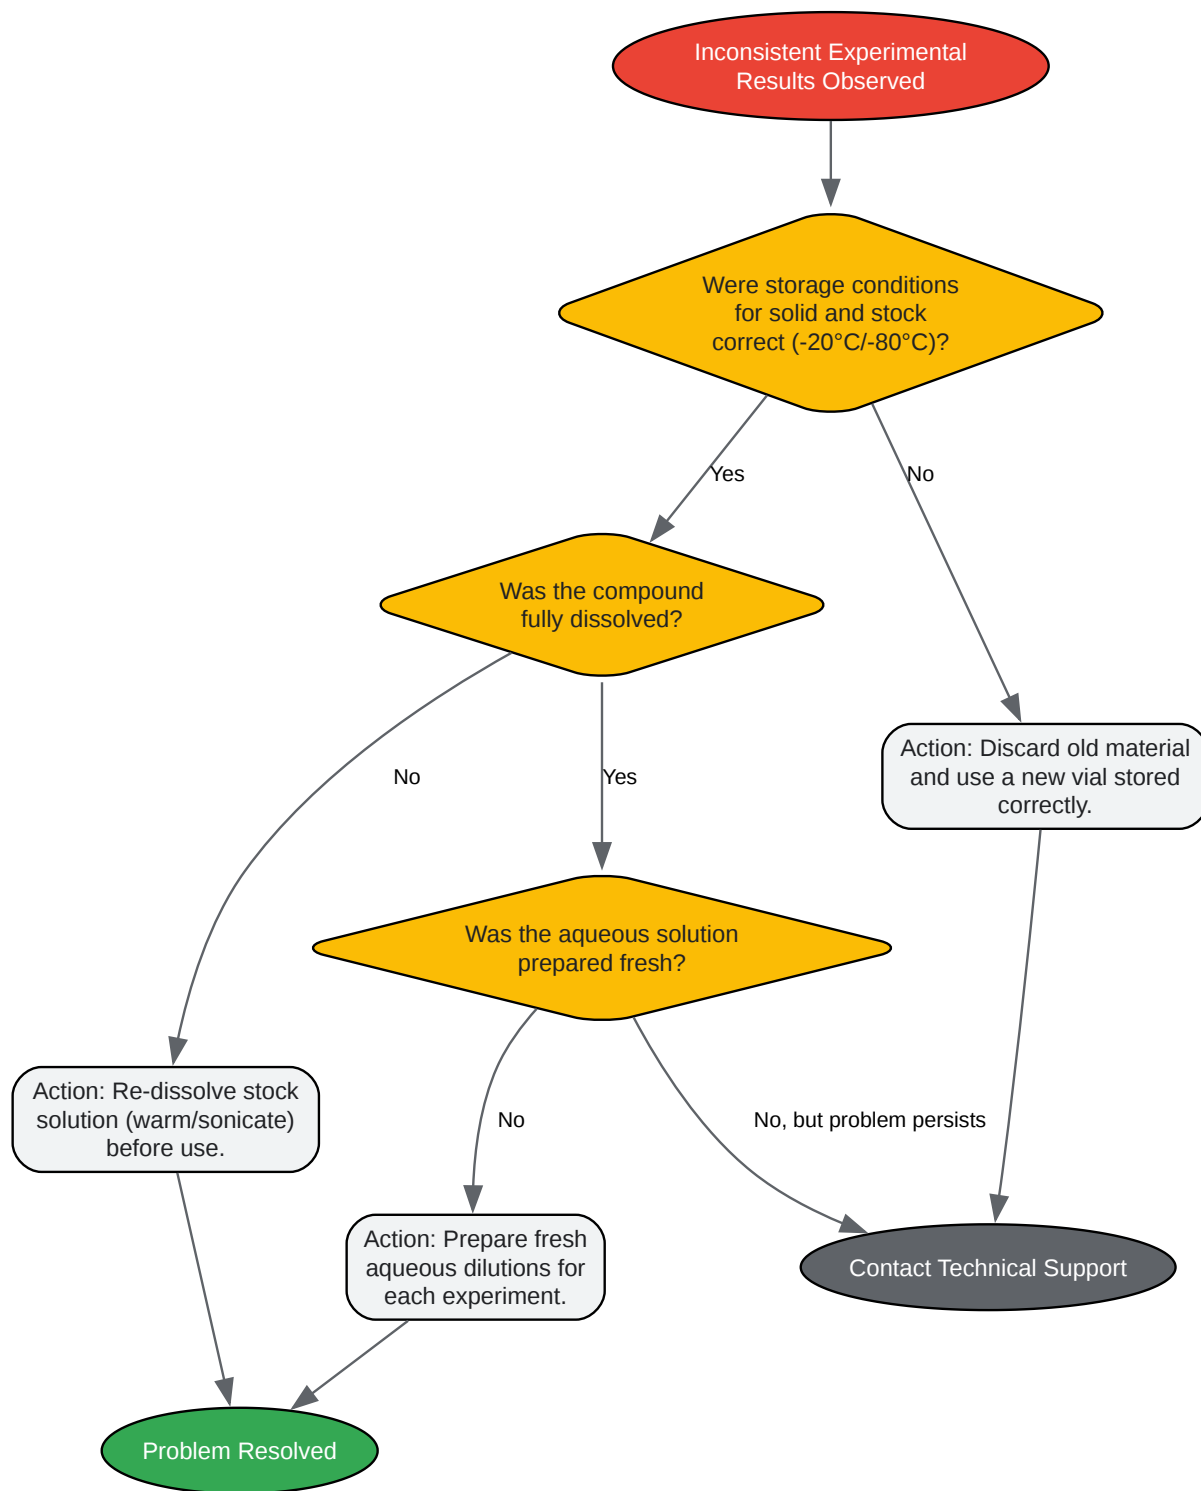 Inconsistent Experimental
Results Observed
Were storage conditions
for solid and stock
correct (-20°C/-80°C)?
Yes
No
Was the compound
fully dissolved?
No
Yes
Action: Discard old material
and use a new vial stored
correctly.
Was the aqueous solution
prepared fresh?
Action: Re-dissolve stock
solution (warm/sonicate)
before use.
No
No, but problem persists
Action: Prepare fresh
aqueous dilutions for
each experiment.
Contact Technical Support
Problem Resolved